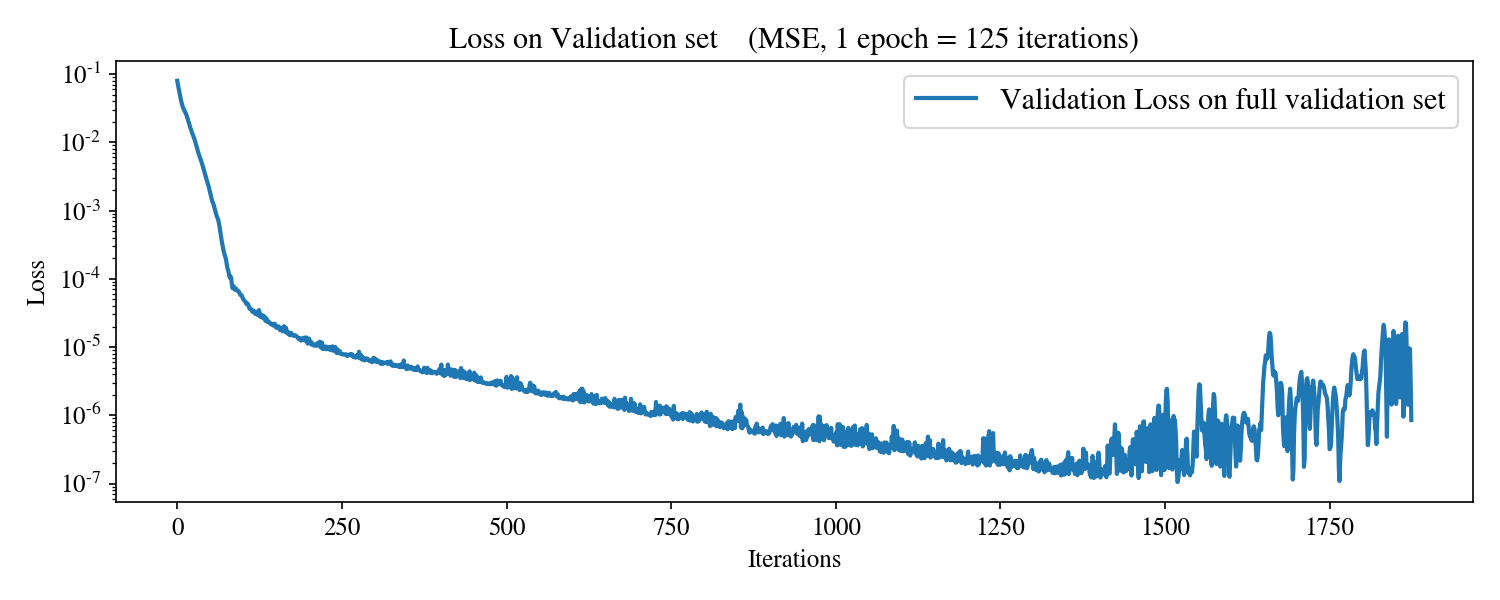 Loss on Validation set (MSE, 1 epoch = 125 iterations)
Validation Loss on full validation set
Loss
10-1
10-2
10-3
10-4
10-5
10-6
10-7
0 250 500 750 1000 1250 1500 1750
Iterations